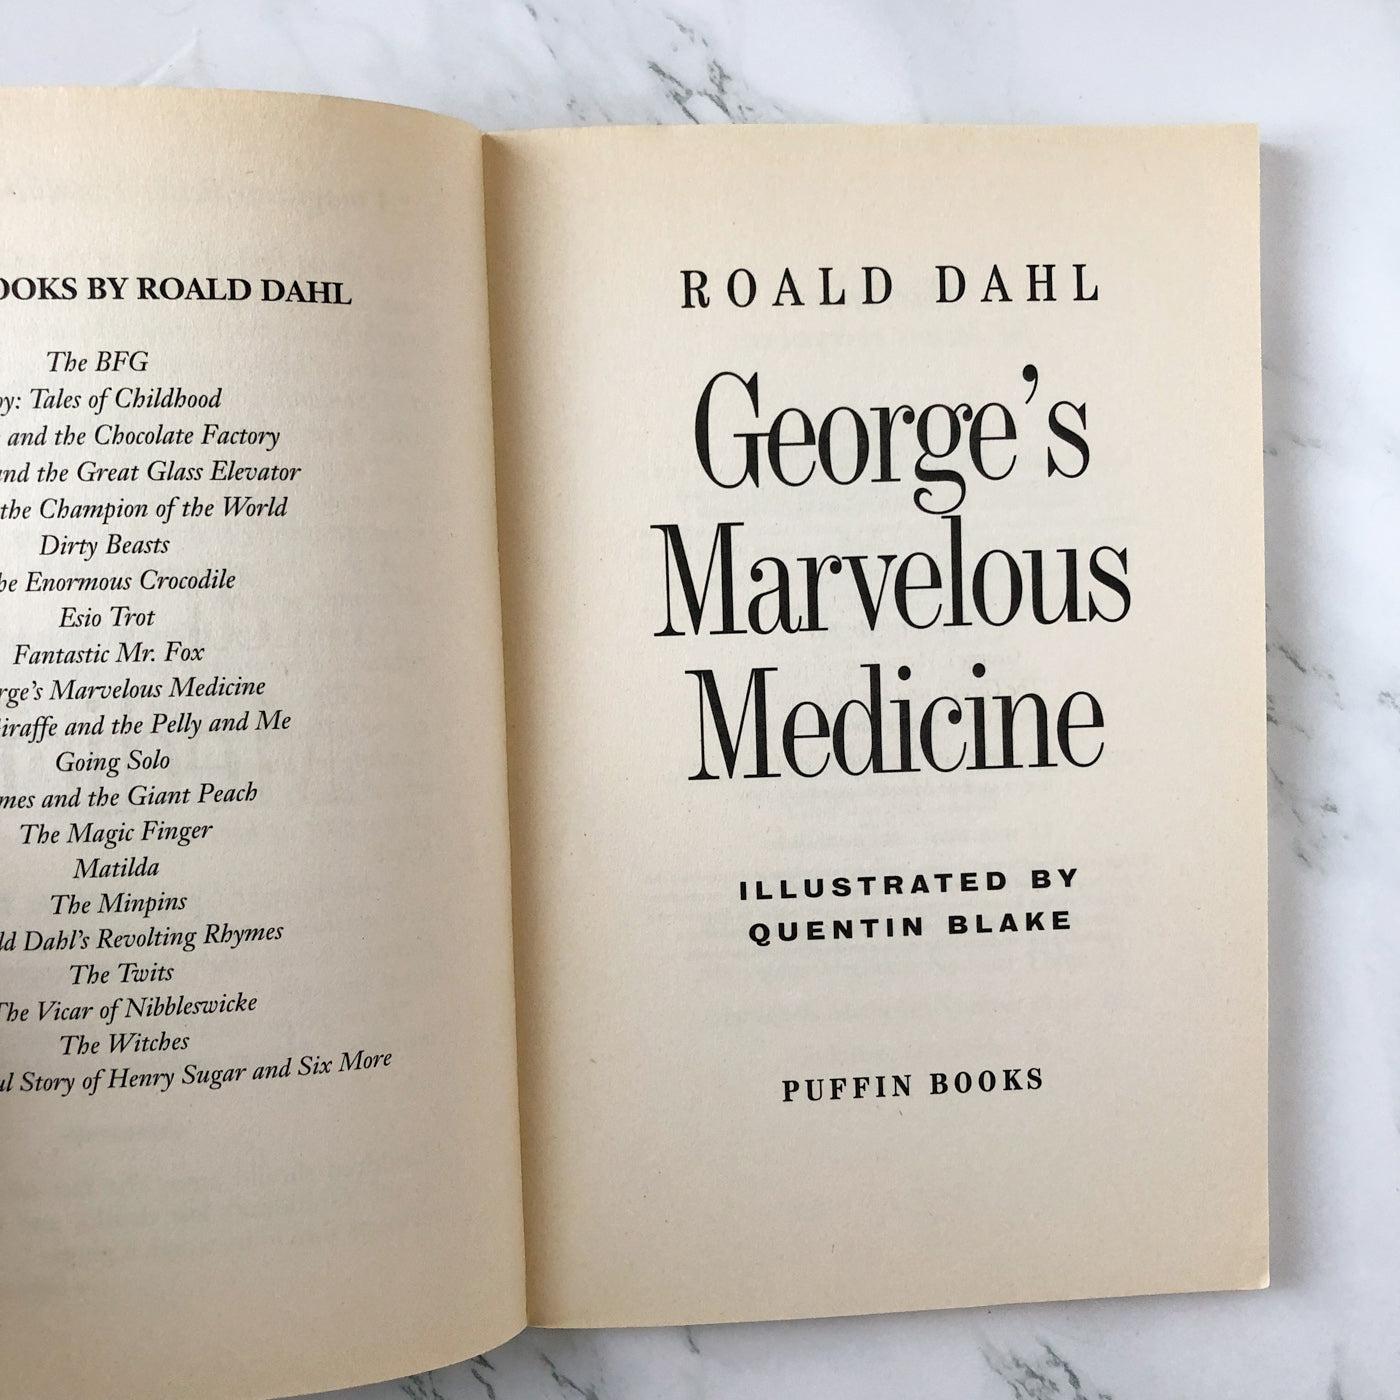 OOKS BY ROALD DAHL
The BFG
oy: Tales of Childhood
and the Chocolate Factory
and the Great Glass Elevator
the Champion of the World
Dirty Beasts
he Enormous Crocodile
Esio Trot
Fantastic Mr. Fox
rge's Marvelous Medicine
iraffe and the Pelly and Me
Going Solo
mes and the Giant Peach
The Magic Finger
Matilda
The Minpins
ld Dahl's Revolting Rhymes
The Twits
The Vicar of Nibbleswicke
The Witches
ul Story of Henry Sugar and Six More
ROALD DAHL
George's
Marvelous
Medicine
ILLUSTRATED BY
QUENTIN BLAKE
PUFFIN BOOKS